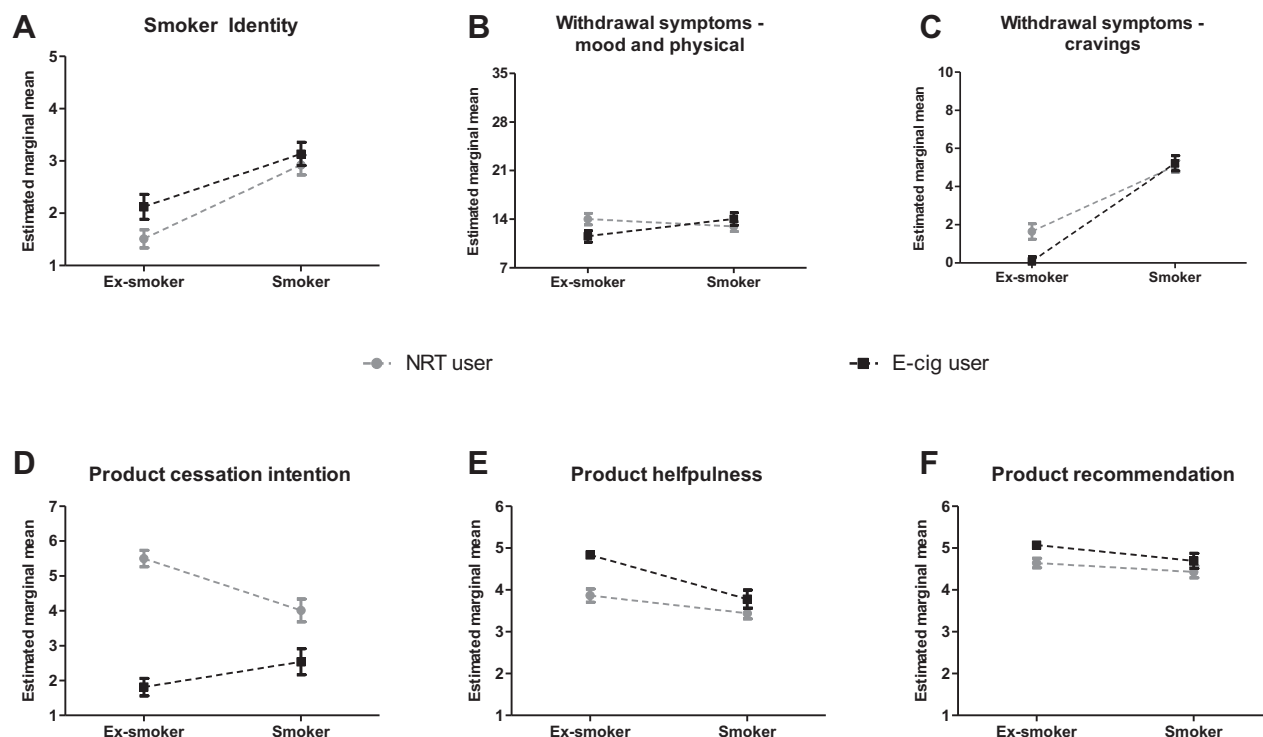 A
Smoker Identity
Estimated marginal mean
5
4
3
2
1
Ex-smoker
Smoker
B
Withdrawal symptoms -
mood and physical
Estimated marginal mean
35
28
21
14
7
Ex-smoker
Smoker
C
Withdrawal symptoms -
cravings
Estimated marginal mean
10
8
6
4
2
0
Ex-smoker
Smoker
NRT user
E-cig user
D
Product cessation intention
Estimated marginal mean
7
6
5
4
3
2
1
Ex-smoker
Smoker
E
Product helfpulness
Estimated marginal mean
6
5
4
3
2
1
Ex-smoker
Smoker
F
Product recommendation
Estimated marginal mean
6
5
4
3
2
1
Ex-smoker
Smoker